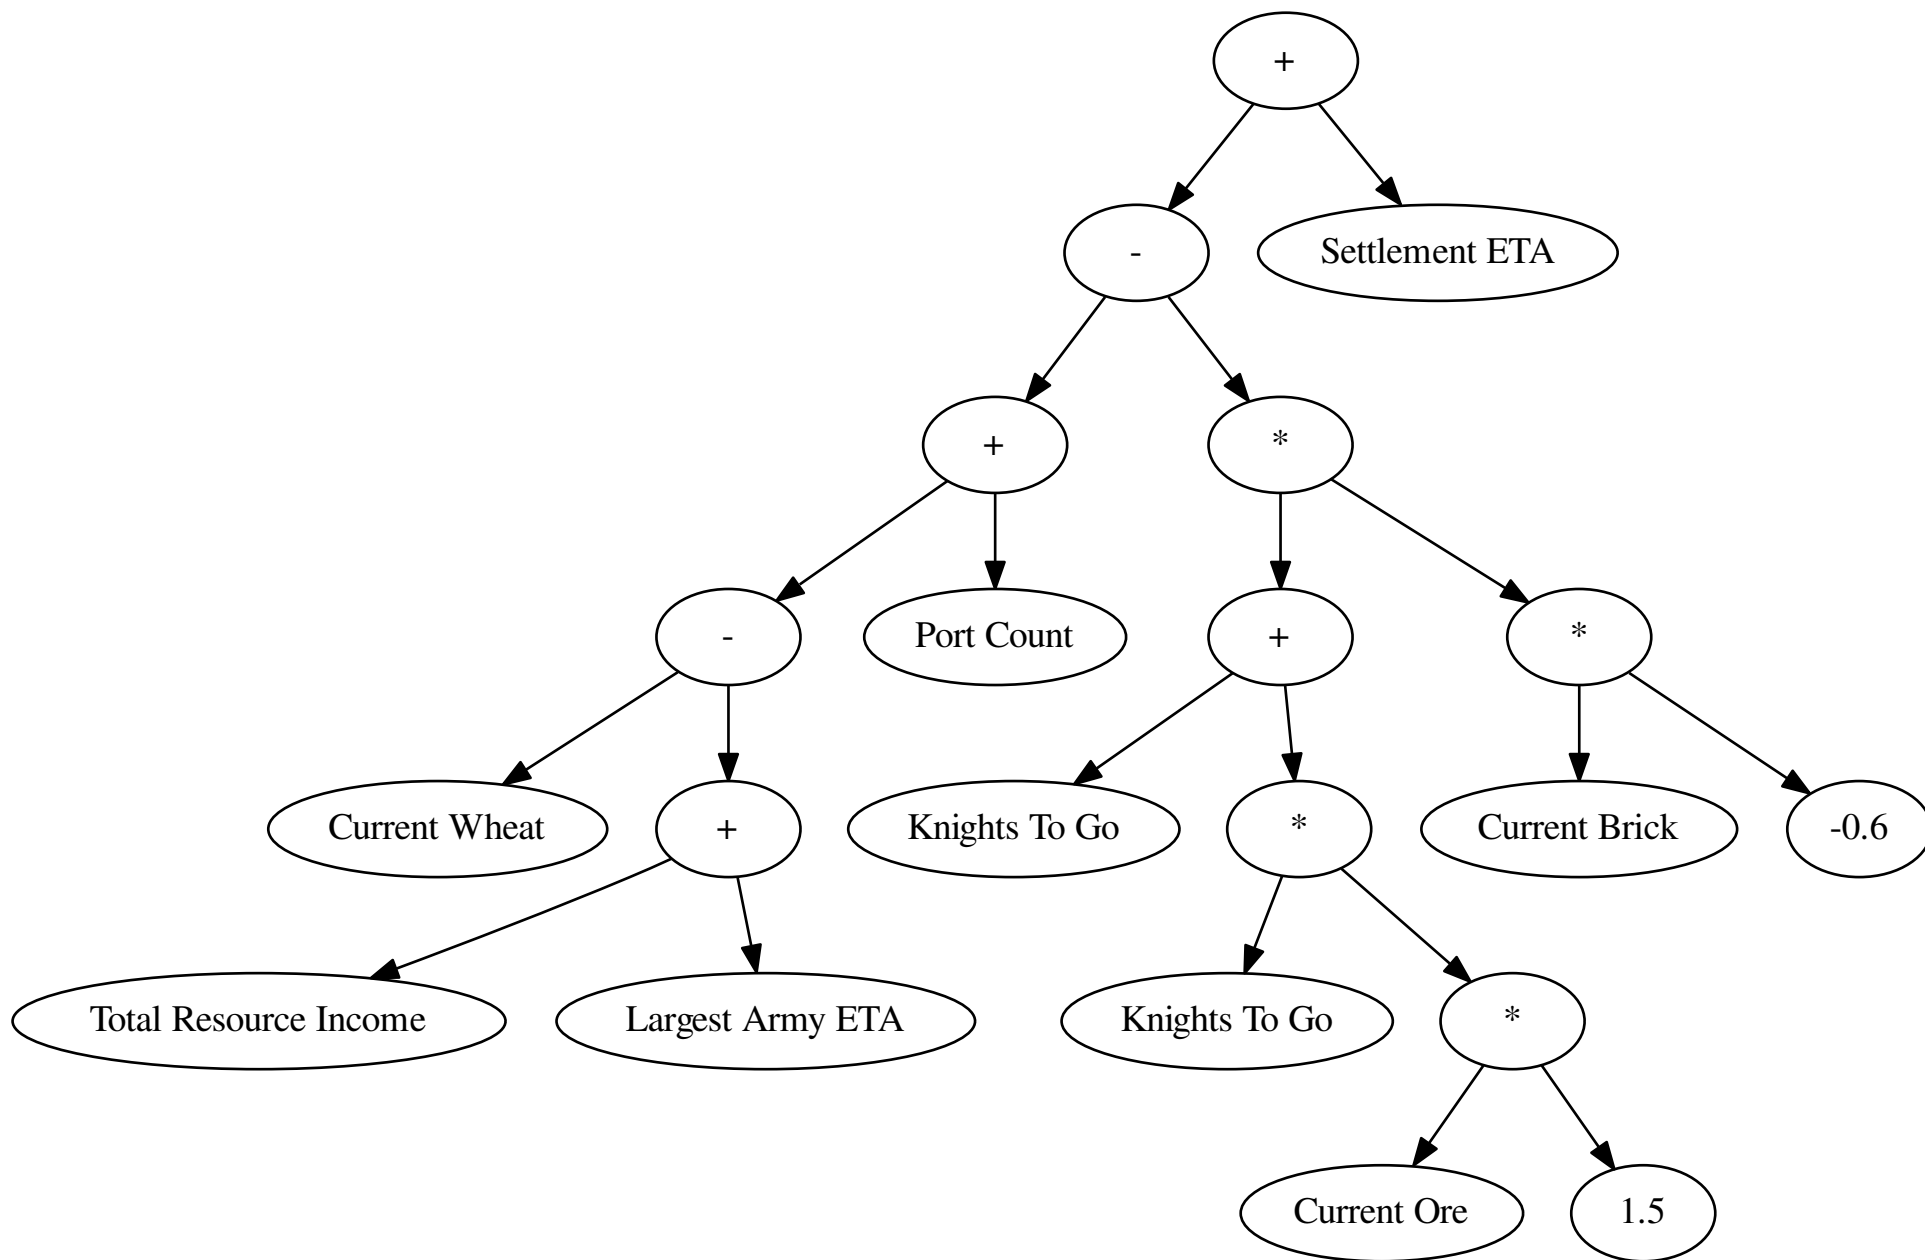 +
-
Settlement ETA
+
*
-
Port Count
+
*
Current Wheat
+
Knights To Go
*
Current Brick
-0.6
Total Resource Income
Largest Army ETA
Knights To Go
*
Current Ore
1.5